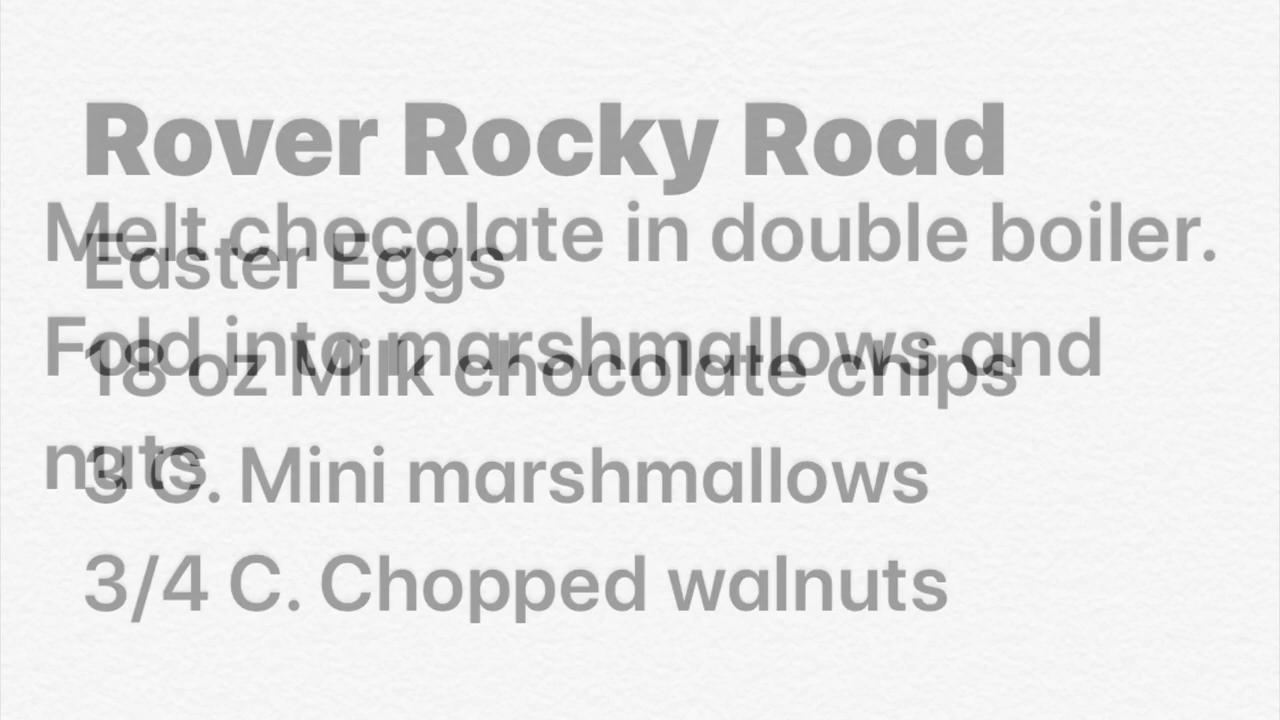 Rover Rocky Road
Melt checolate in double boiler.
Easter Eggs
Fold into marshmallows and
18 oz Milk chocolate chips
nuts
3 C. Mini marshmallows
3/4 C. Chopped walnuts